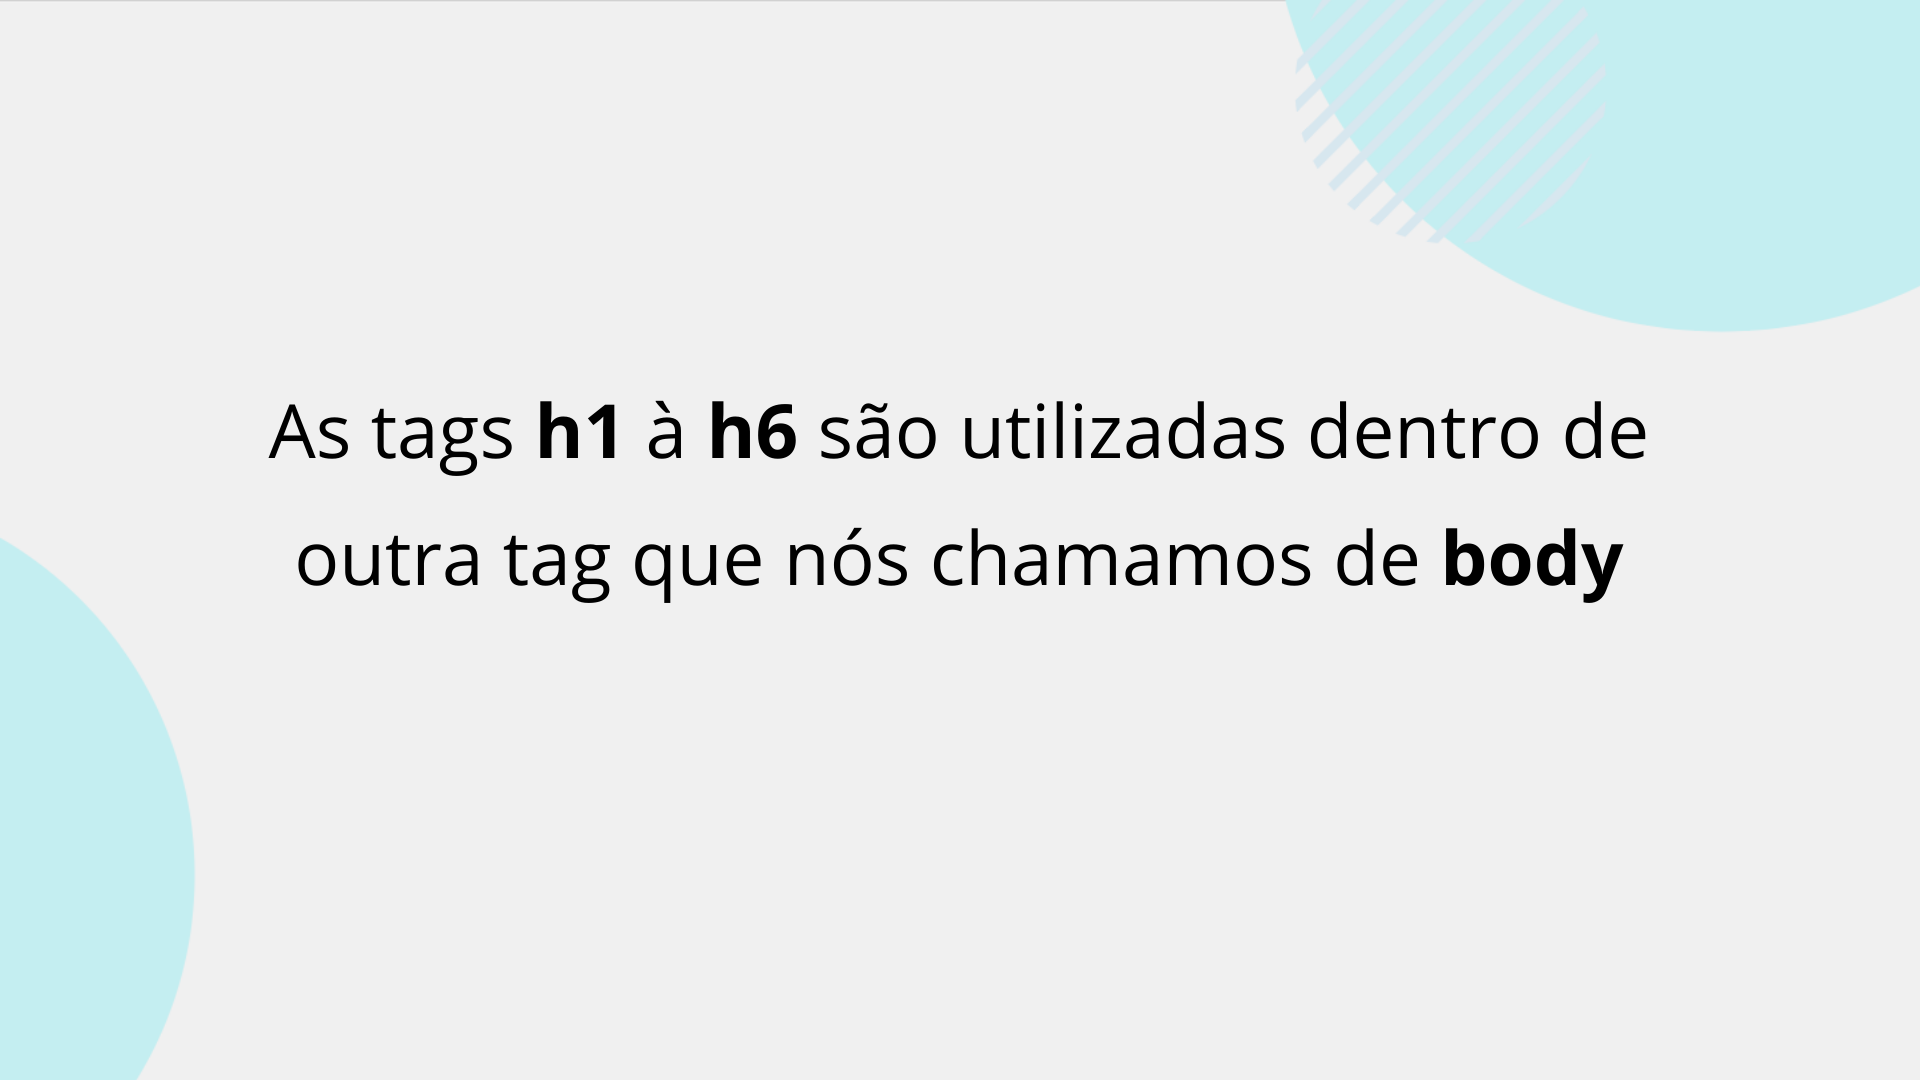 As tags h1 à h6 são utilizadas dentro de
outra tag que nós chamamos de body